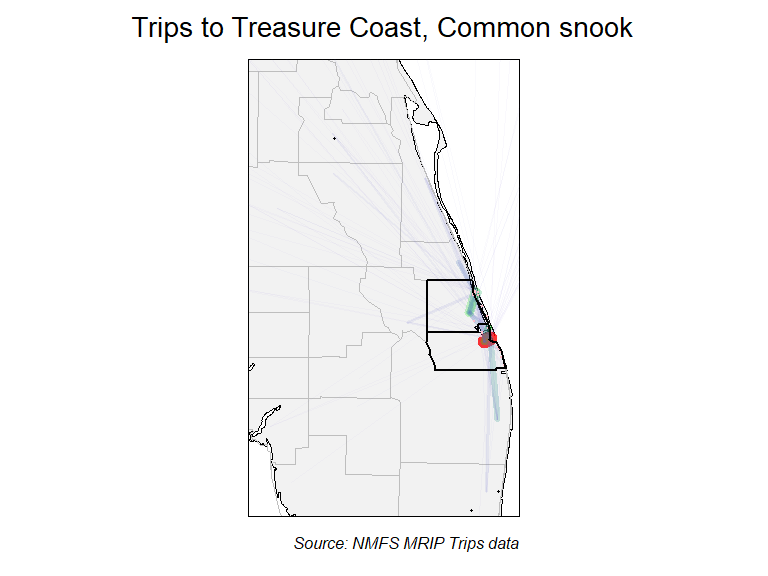 Trips to Treasure Coast, Common snook
Source: NMFS MRIP Trips data